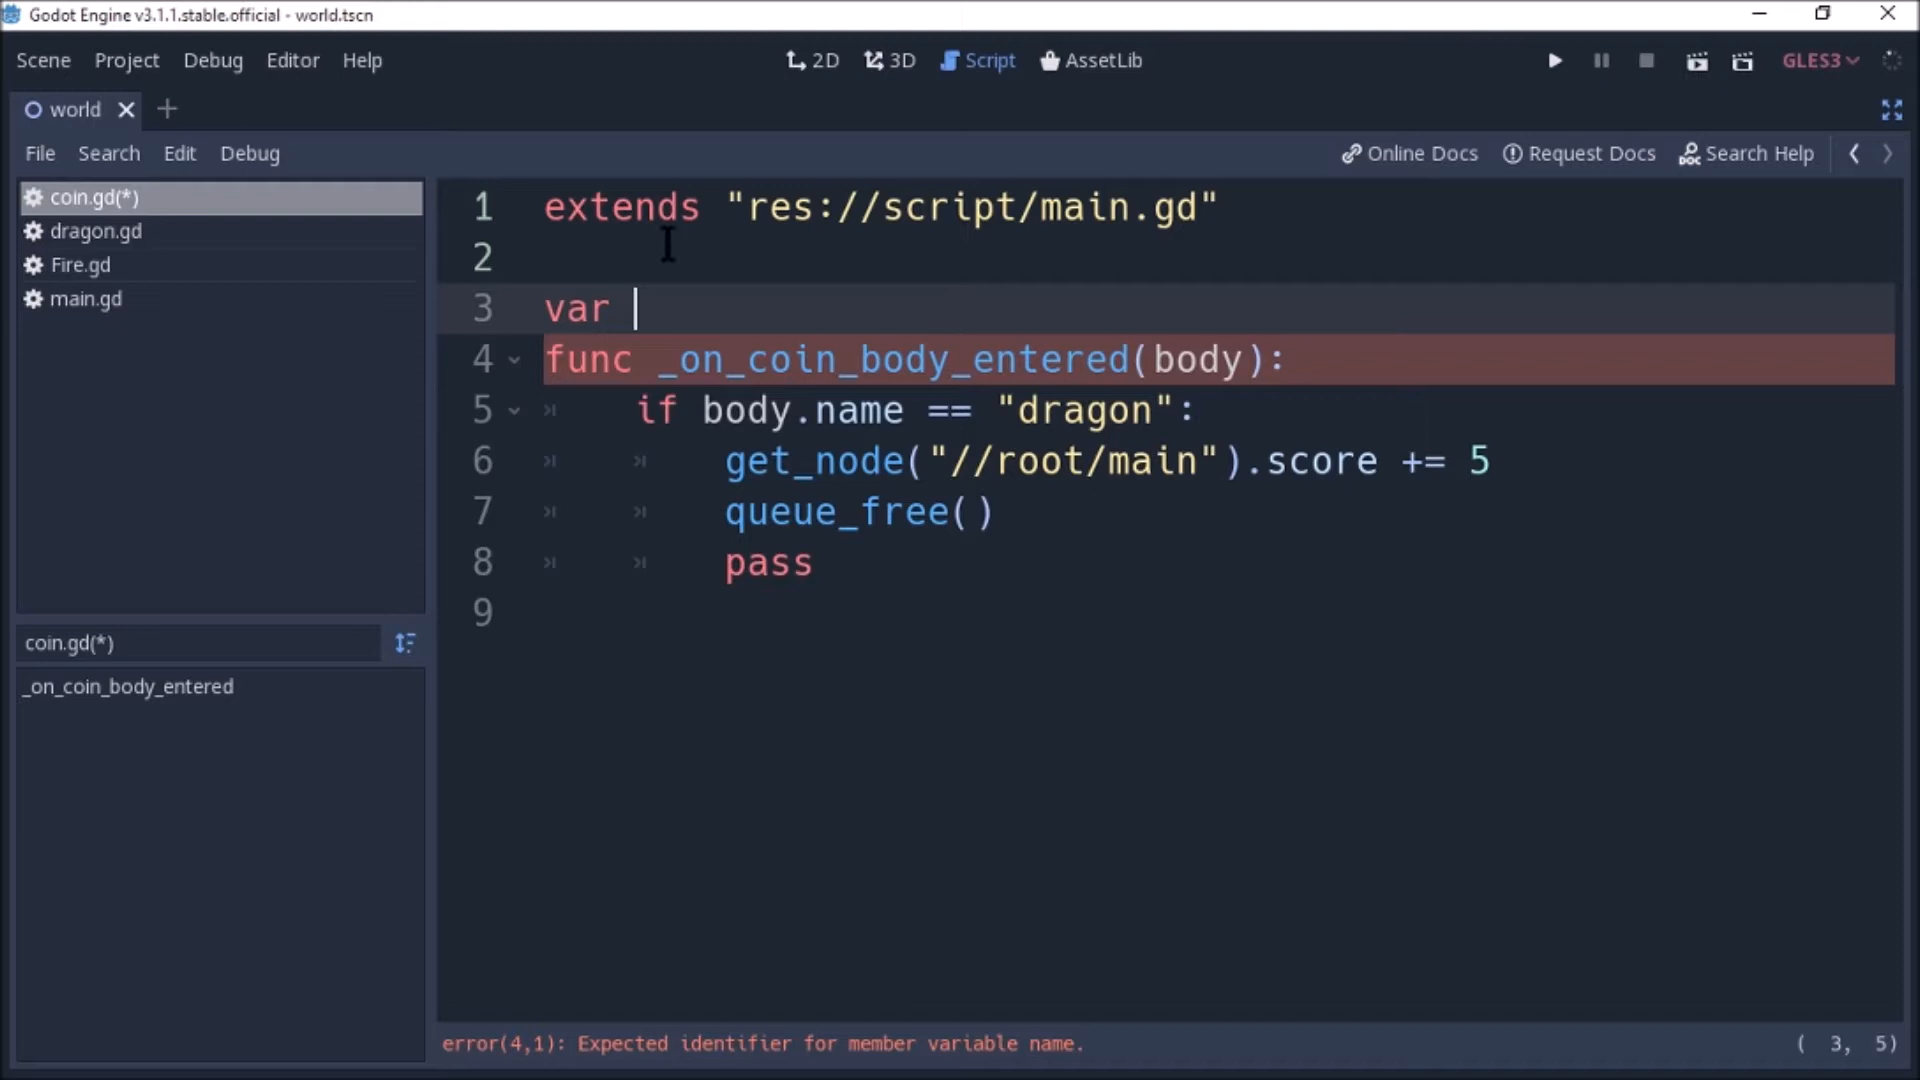 Godot Engine v3.1.1.stable.official - world.tscn
Scene Project Debug Editor Help 2D 3D Script AssetLib GLES3
world
File Search Edit Debug Online Docs Request Docs Search Help
coin.gd(*)
dragon.gd
Fire.gd
main.gd
coin.gd(*)
_on_coin_body_entered
1 extends "res://script/main.gd"
2
3 var
4 func _on_coin_body_entered(body):
5 if body.name == "dragon":
6 get_node("//root/main").score += 5
7 queue_free()
8 pass
9
error(4,1): Expected identifier for member variable name. ( 3, 5)